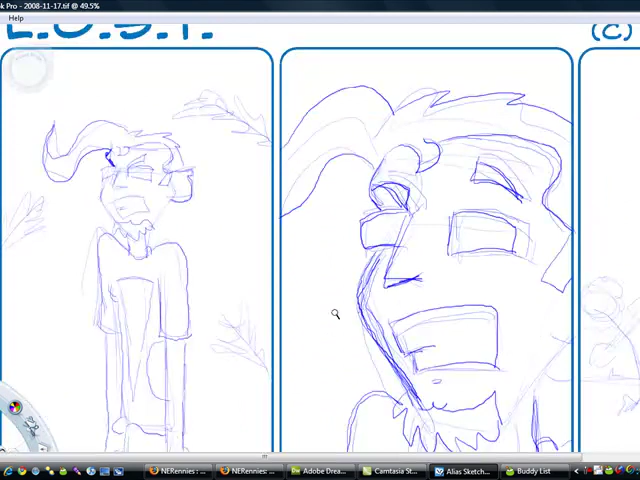 k Pro - 2008-11-17.tif @ 49.5%
Help
L.O.S.T.
(C)
NERennies : ...
NERennies: ...
Adobe Drea...
Camtasia St...
Alias Sketch...
Buddy List